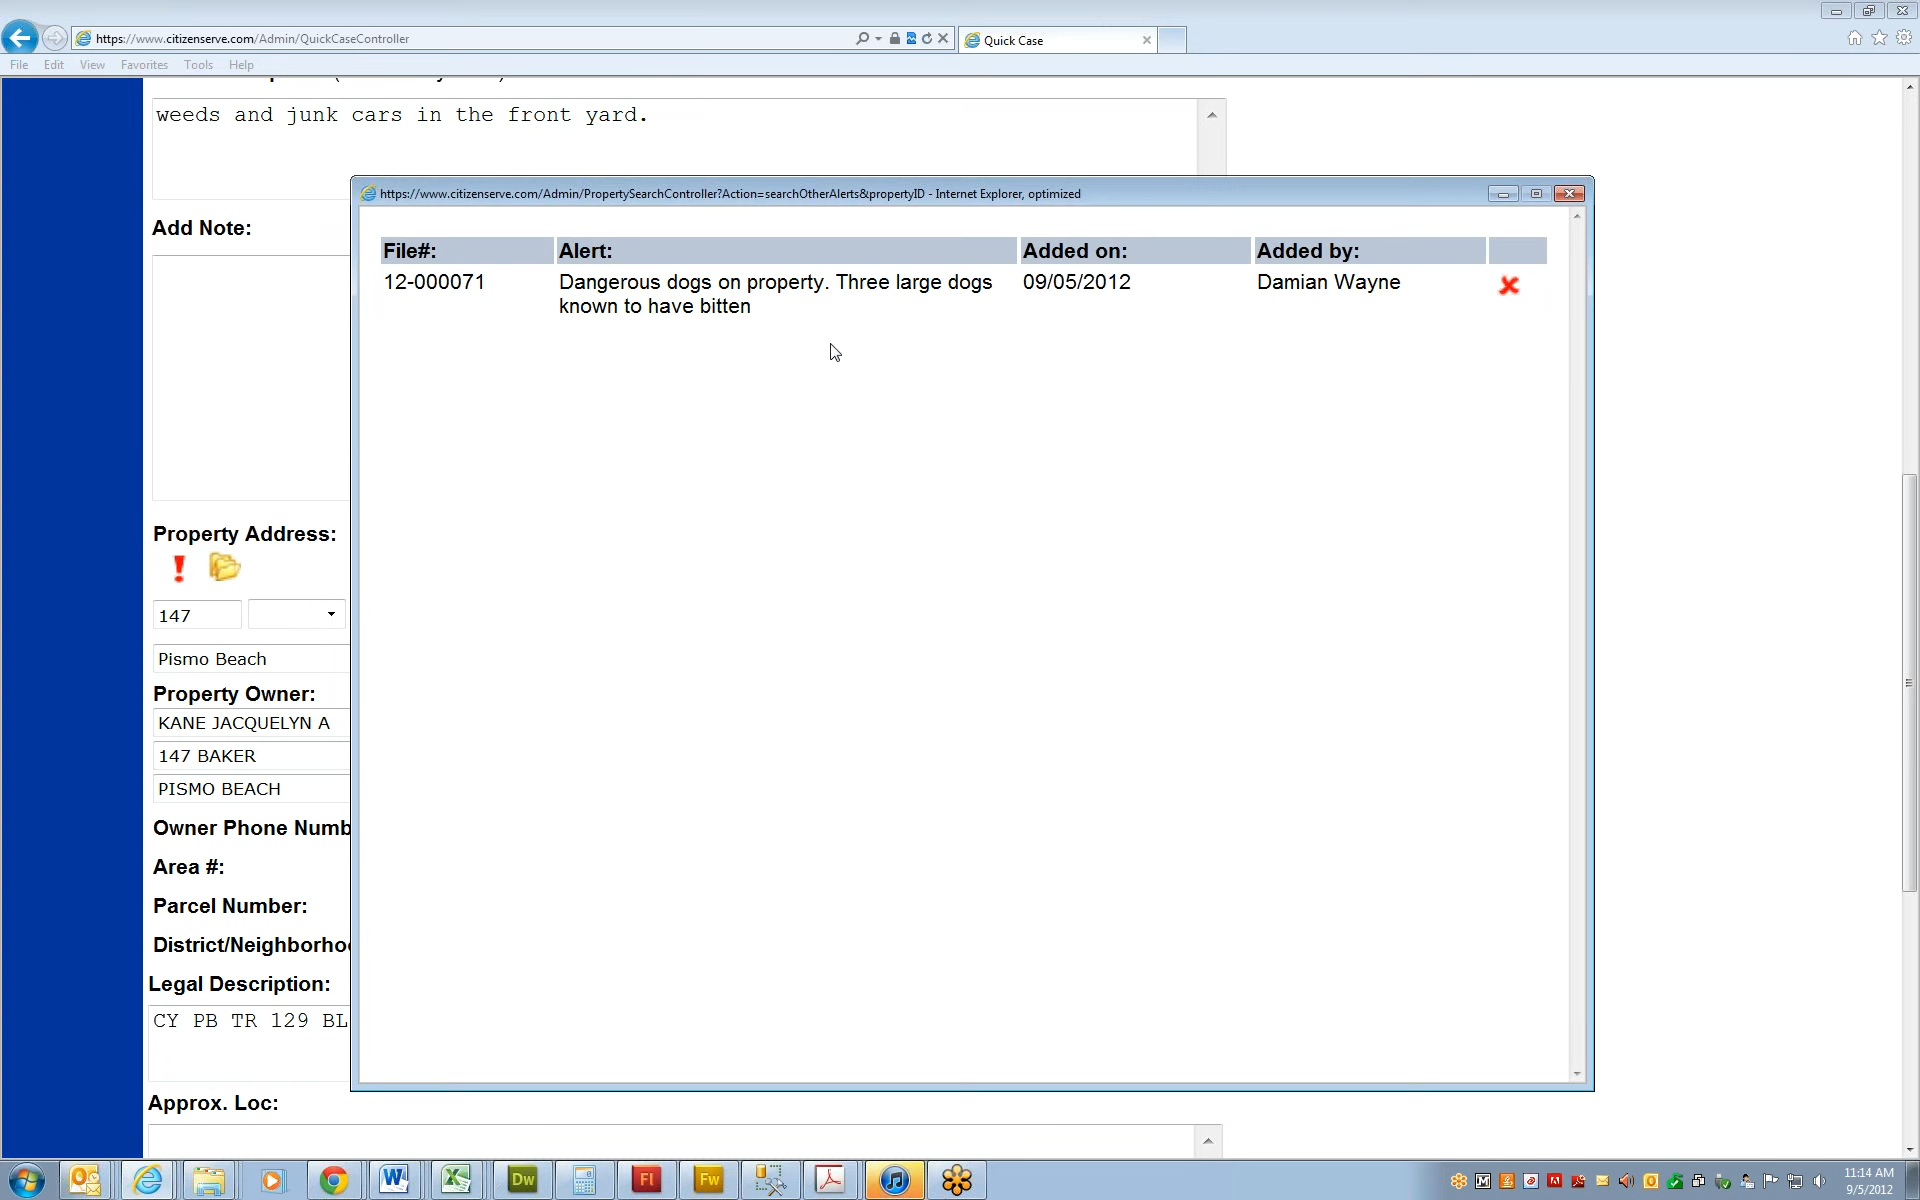 https://www.citizenserve.com/Admin/QuickCaseController
Quick Case
File Edit View Favorites Tools Help
weeds and junk cars in the front yard.
https://www.citizenserve.com/Admin/PropertySearchController?Action=searchOtherAlerts&propertyID - Internet Explorer, optimized
Add Note:
File#: Alert: Added on: Added by:
12-000071 Dangerous dogs on property. Three large dogs 09/05/2012 Damian Wayne
known to have bitten
Property Address:
147
Pismo Beach
Property Owner:
KANE JACQUELYN A
147 BAKER
PISMO BEACH
Owner Phone Numb
Area #:
Parcel Number:
District/Neighborhoo
Legal Description:
CY PB TR 129 BL
Approx. Loc:
Dw Fl Fw
11:14 AM
9/5/2012